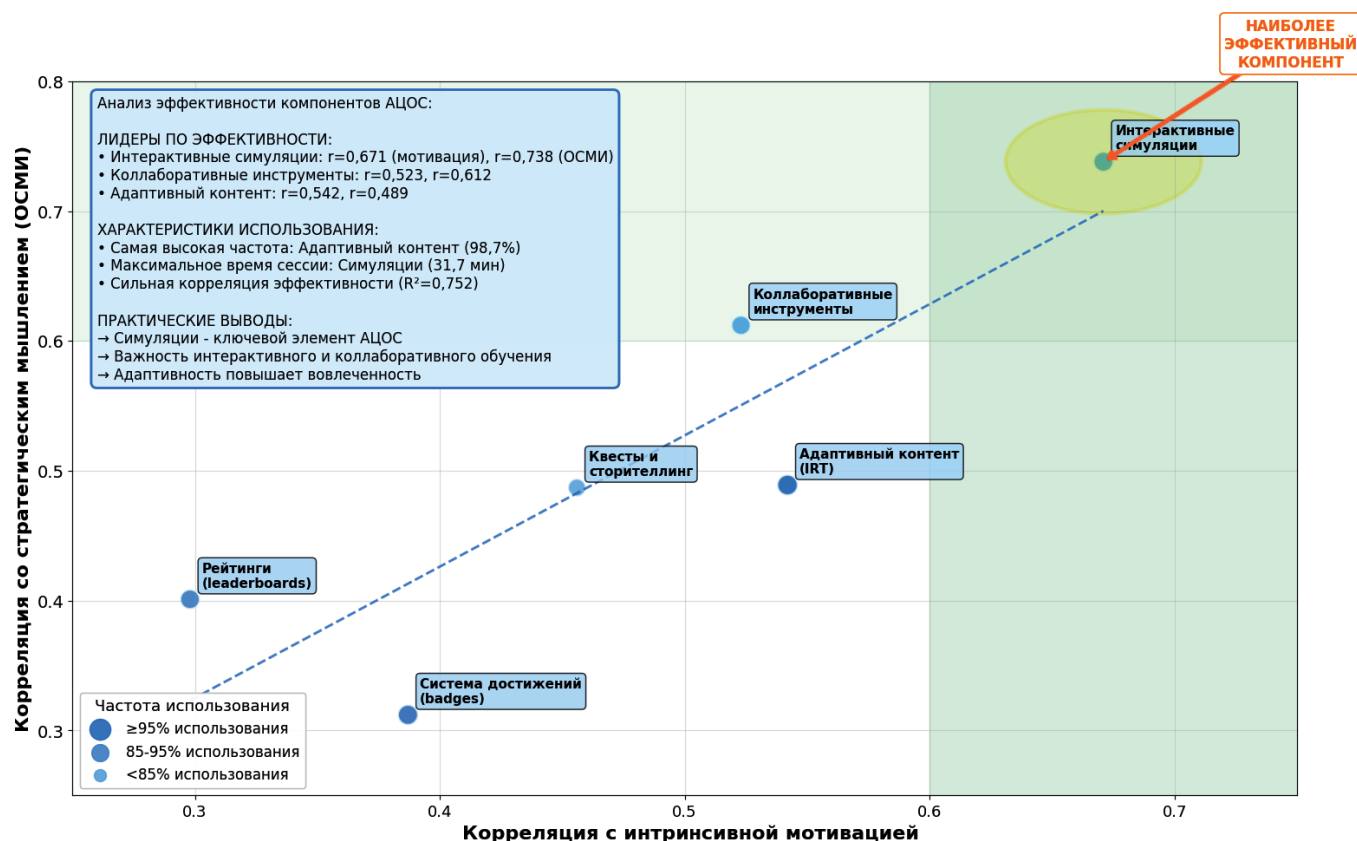 НАИБОЛЕЕ
ЭФФЕКТИВНЫЙ
КОМПОНЕНТ
Анализ эффективности компонентов АЦОС:
ЛИДЕРЫ ПО ЭФФЕКТИВНОСТИ:
• Интерактивные симуляции: r=0,671 (мотивация), r=0,738 (ОСМИ)
• Коллаборативные инструменты: r=0,523, r=0,612
• Адаптивный контент: r=0,542, r=0,489
ХАРАКТЕРИСТИКИ ИСПОЛЬЗОВАНИЯ:
• Самая высокая частота: Адаптивный контент (98,7%)
• Максимальное время сессии: Симуляции (31,7 мин)
• Сильная корреляция эффективности (R²=0,752)
ПРАКТИЧЕСКИЕ ВЫВОДЫ:
→ Симуляции - ключевой элемент АЦОС
→ Важность интерактивного и коллаборативного обучения
→ Адаптивность повышает вовлеченность
Интерактивные
симуляции
Коллаборативные
инструменты
Квесты и
сторителлинг
Адаптивный контент
(IRT)
Рейтинги
(leaderboards)
Система достижений
(badges)
Частота использования
≥95% использования
85-95% использования
<85% использования
Корреляция со стратегическим мышлением (ОСМИ)
0.8
0.7
0.6
0.5
0.4
0.3
0.3
0.4
0.5
0.6
0.7
Корреляция с интринсивной мотивацией